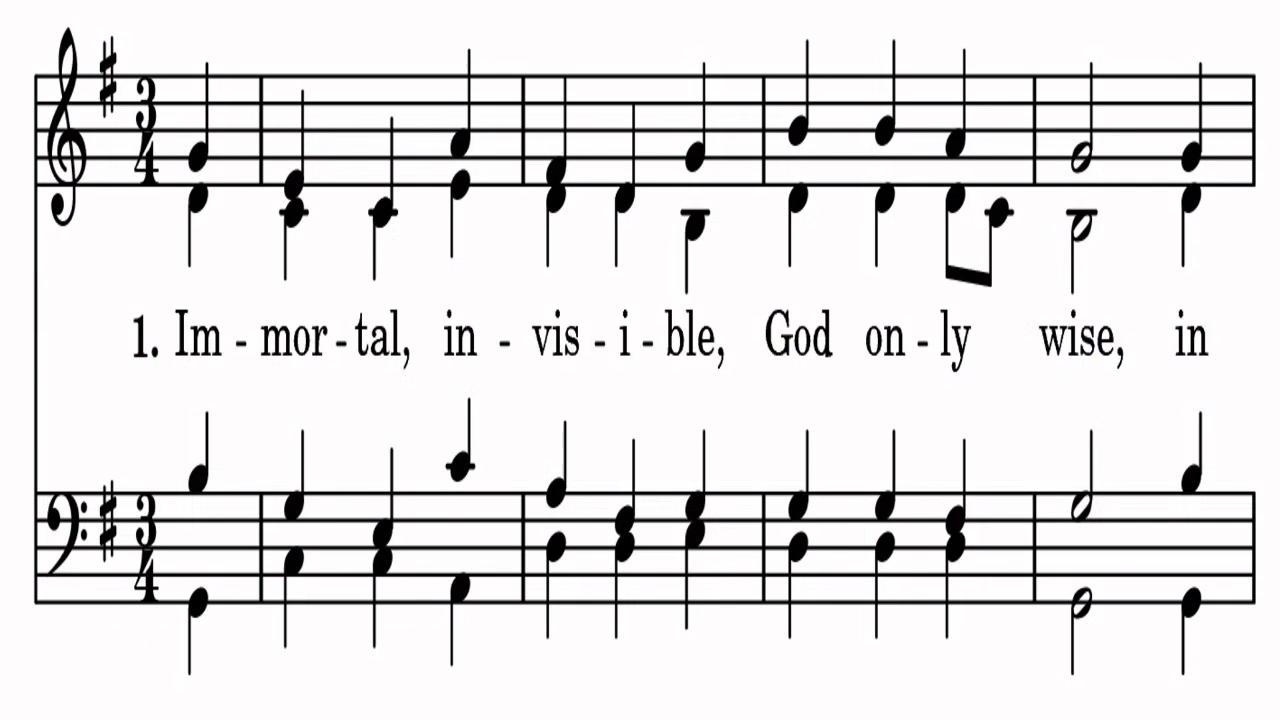 1. Im - mor - tal, in - vis - i - ble, God on - ly wise, in